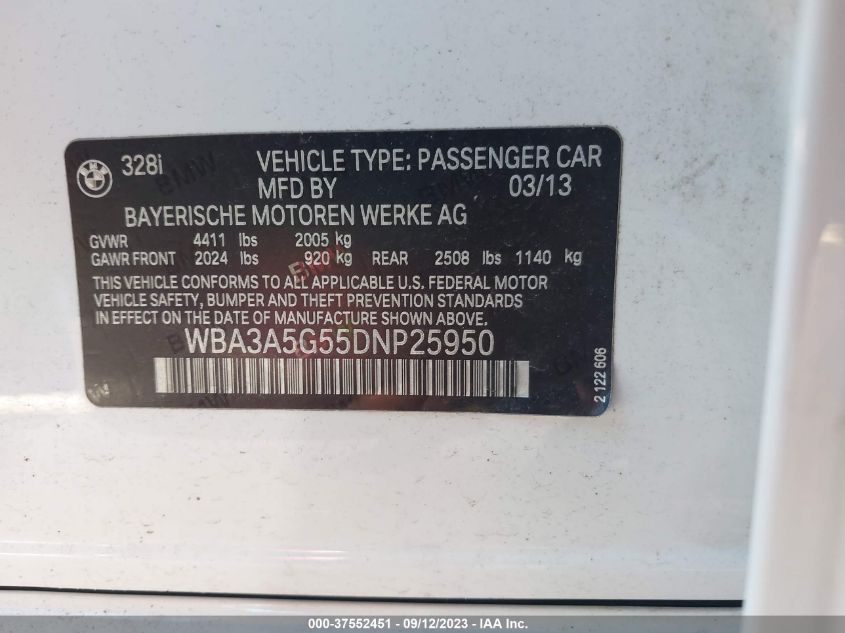 328i VEHICLE TYPE: PASSENGER CAR
MFD BY 03/13
BAYERISCHE MOTOREN WERKE AG
GVWR 4411 lbs 2005 kg
GAWR FRONT 2024 lbs 920 kg REAR 2508 lbs 1140 kg
THIS VEHICLE CONFORMS TO ALL APPLICABLE U.S. FEDERAL MOTOR
VEHICLE SAFETY, BUMPER AND THEFT PREVENTION STANDARDS
IN EFFECT ON THE DATE OF MANUFACTURE SHOWN ABOVE.
WBA3A5G55DNP25950
2 122 606
BMW
000-37552451 - 09/12/2023 - © IAA Inc.